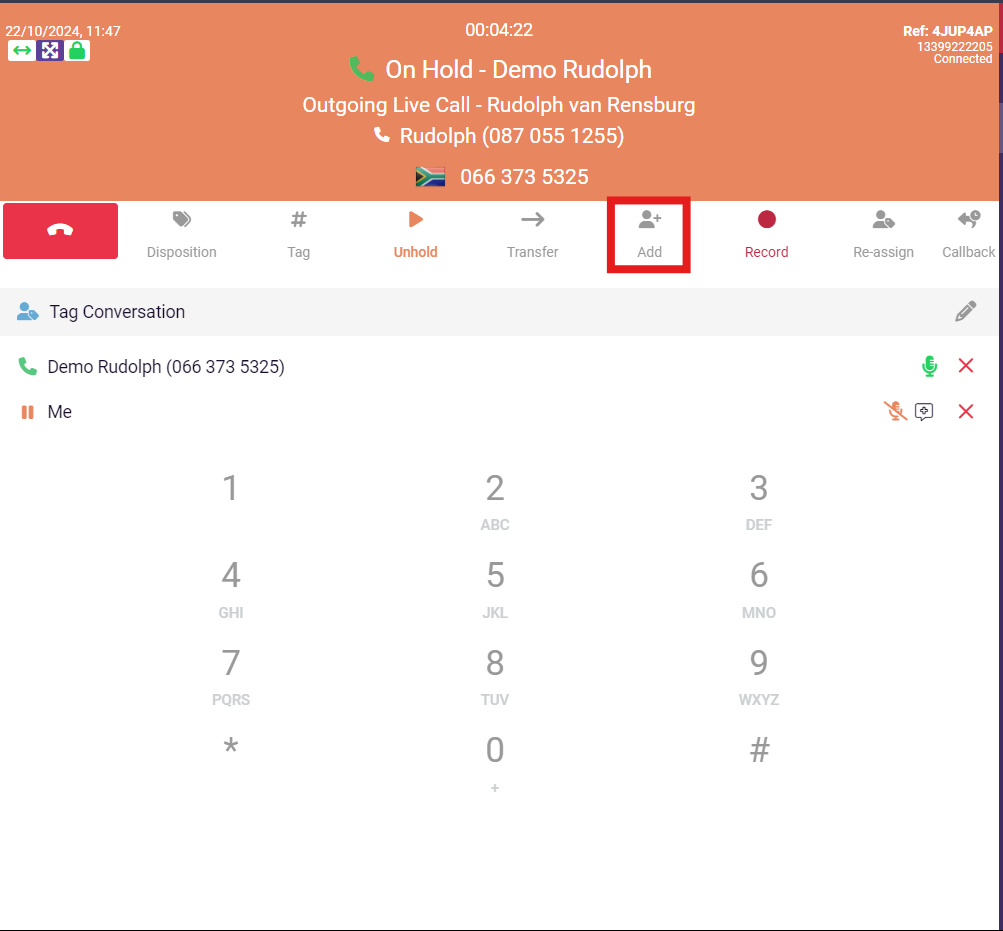 22/10/2024, 11:47
00:04:22
Ref: 4JUP4AP
13399222205
Connected
On Hold - Demo Rudolph
Outgoing Live Call - Rudolph van Rensburg
Rudolph (087 055 1255)
066 373 5325
Disposition
# Tag
Unhold
Transfer
Add
Record
Re-assign
Callback
Tag Conversation
Demo Rudolph (066 373 5325)
Me
1 2 3
ABC DEF
4 5 6
GHI JKL MNO
7 8 9
PQRS TUV WXYZ
* 0 #
+